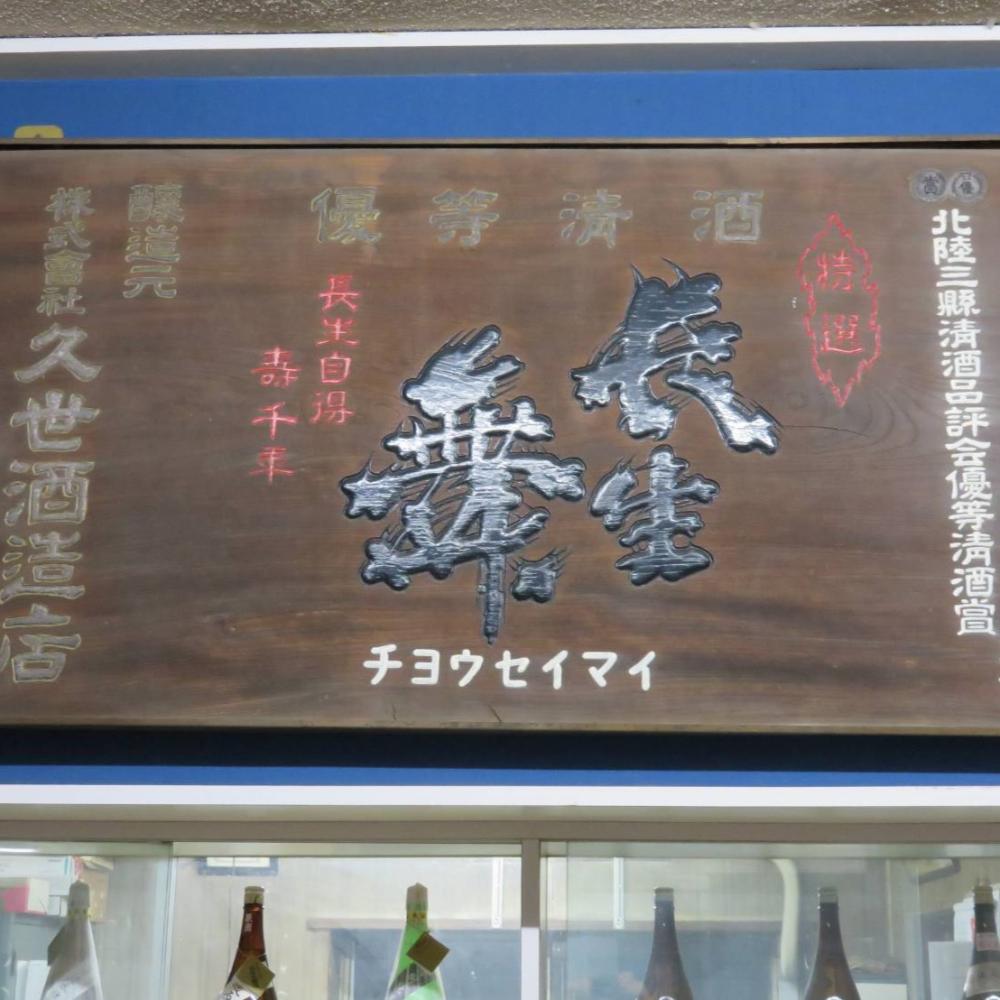 北陸三縣清酒品評会優等清酒賞
特選
優等清酒
長生
舞
チヨウセイマイ
長生自得
壽千年
醸造元
株式會社久世酒造店